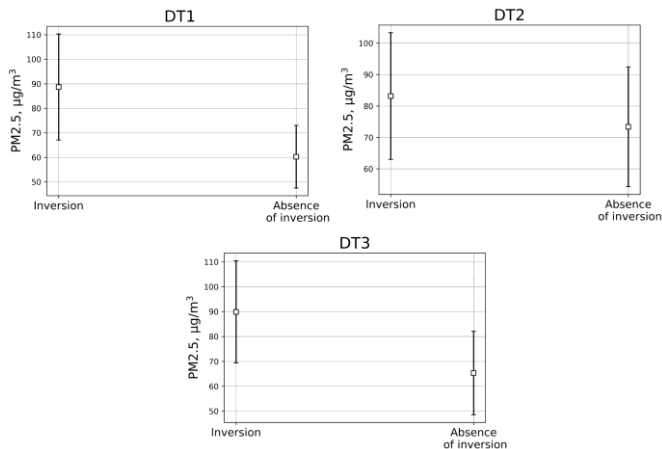 DT1
PM2.5, μg/m³
110
100
90
80
70
60
50
Inversion
Absence
of inversion
DT2
PM2.5, μg/m³
100
90
80
70
60
Inversion
Absence
of inversion
DT3
PM2.5, μg/m³
110
100
90
80
70
60
50
Inversion
Absence
of inversion